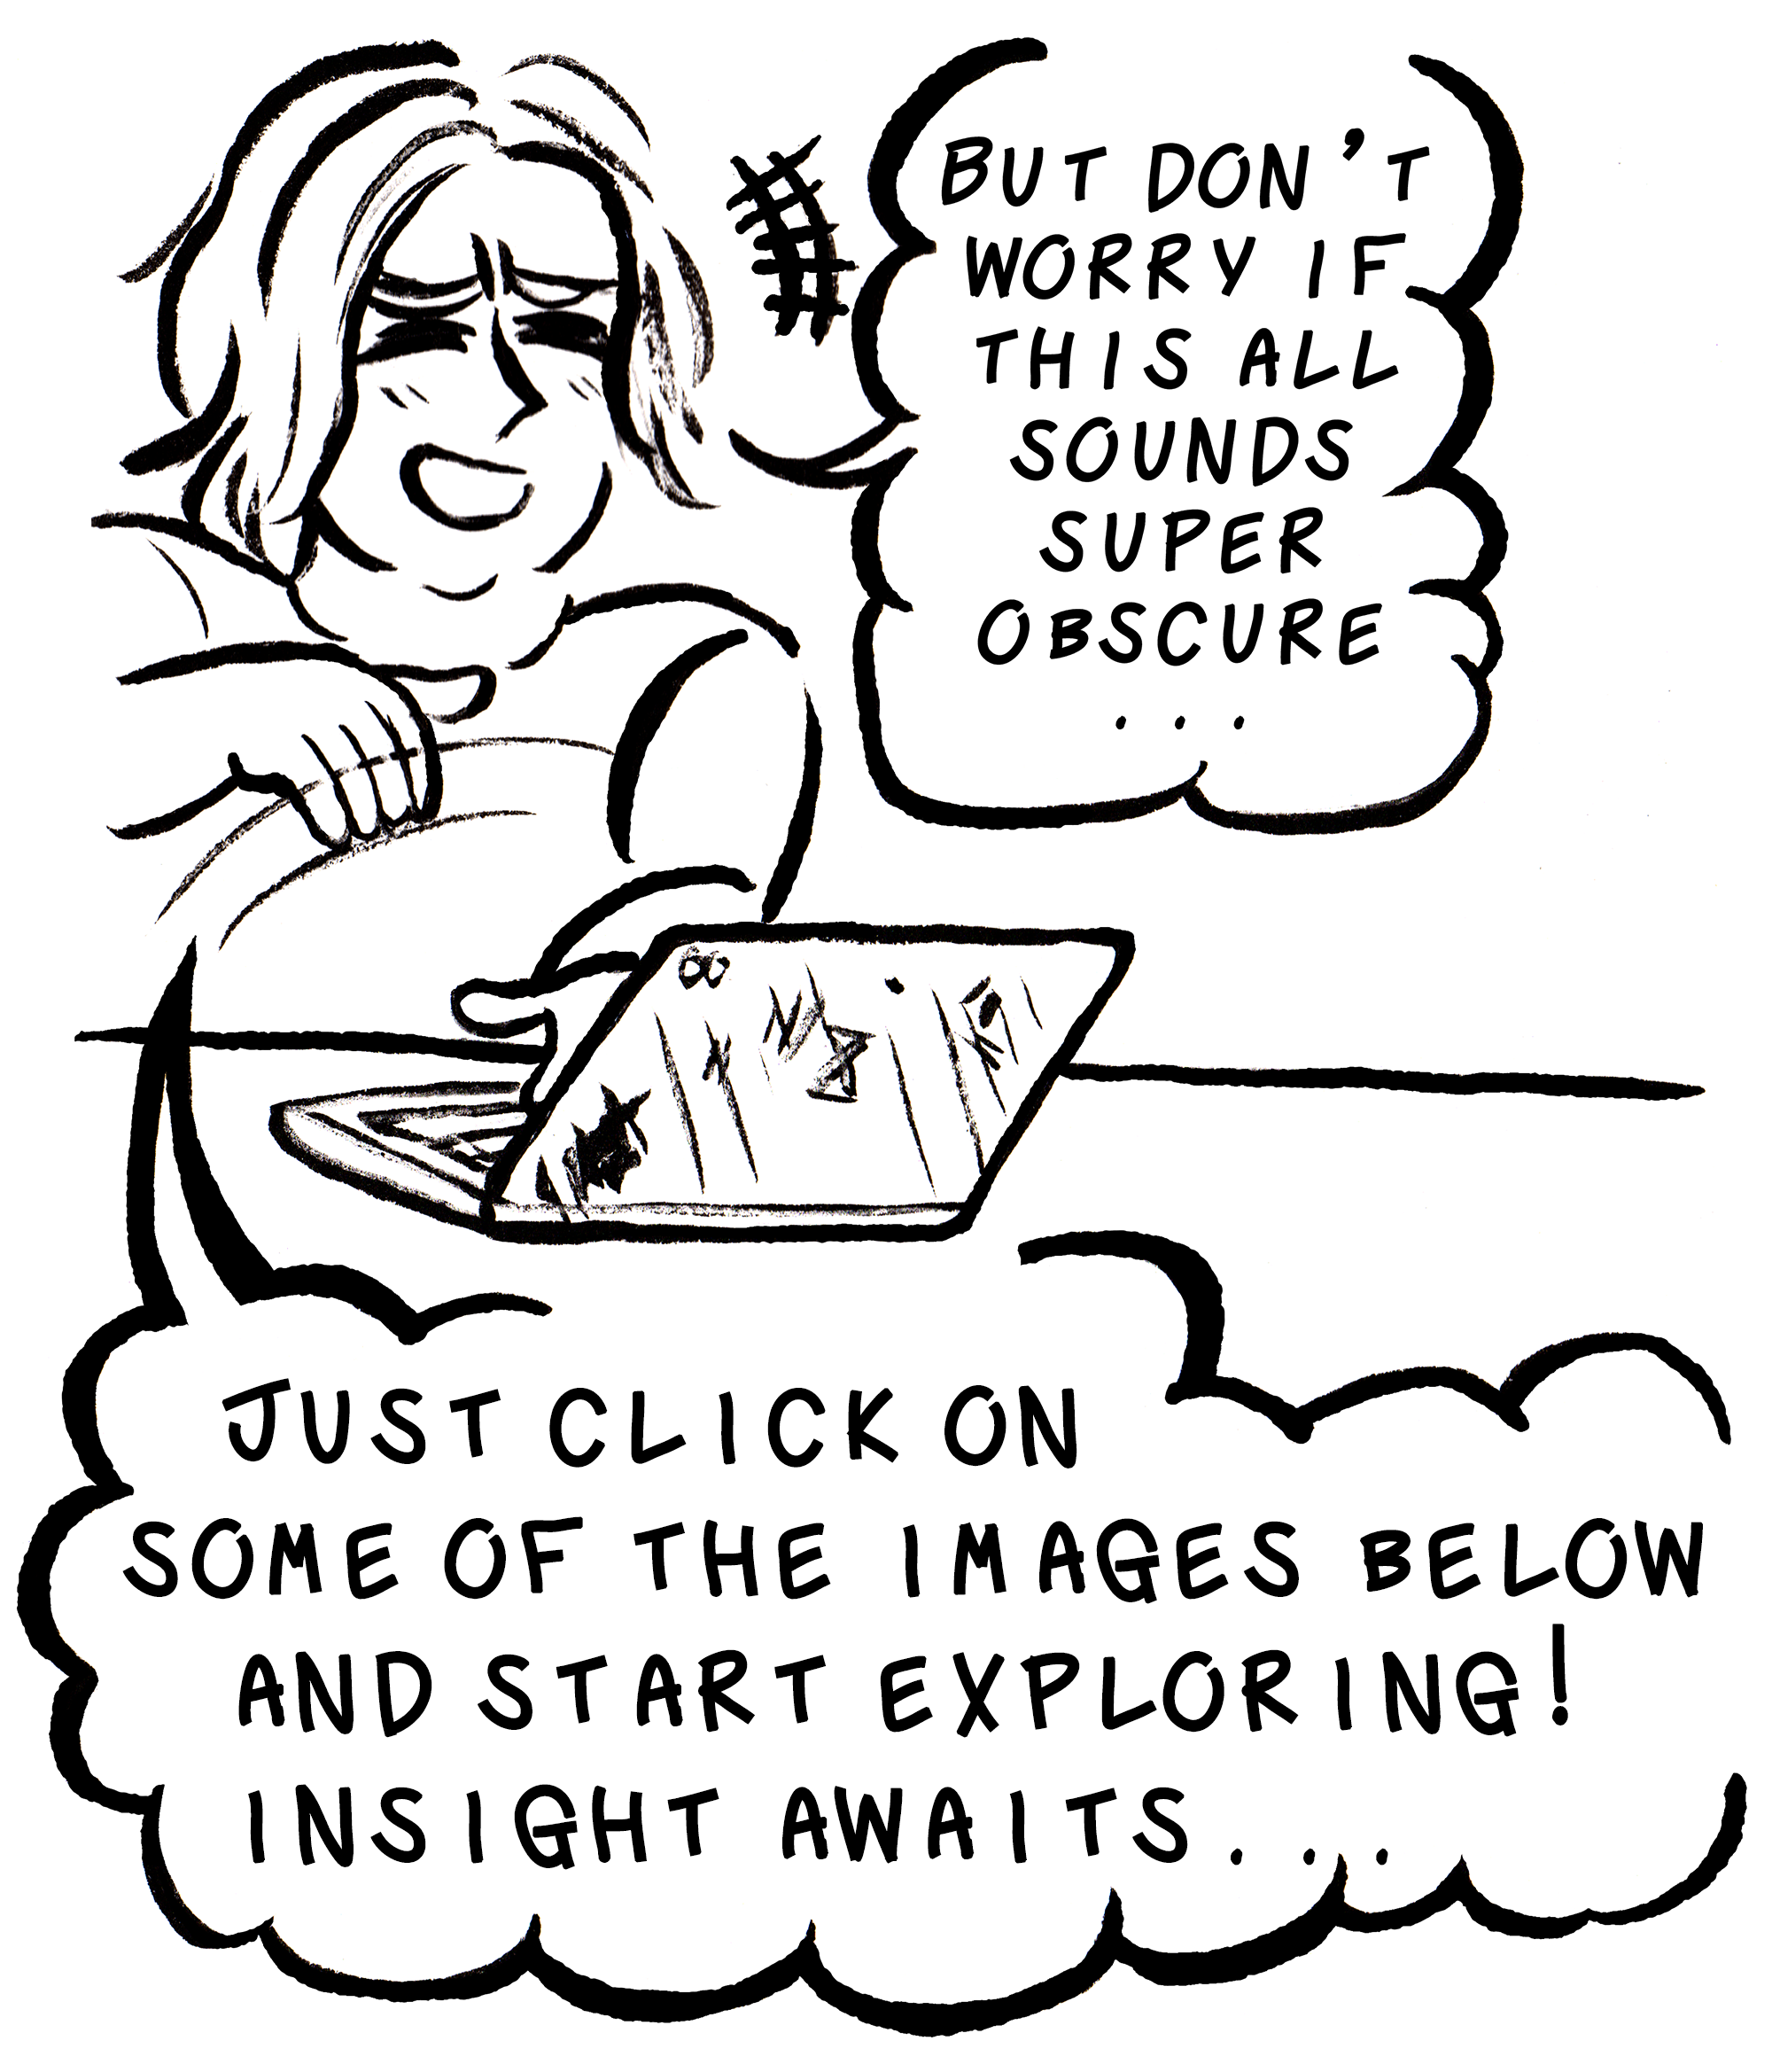 BUT DON'T
WORRY IF
THIS ALL
SOUNDS
SUPER
OBSCURE
...
JUST CLICK ON
SOME OF THE IMAGES BELOW
AND START EXPLORING!
INSIGHT AWAITS...